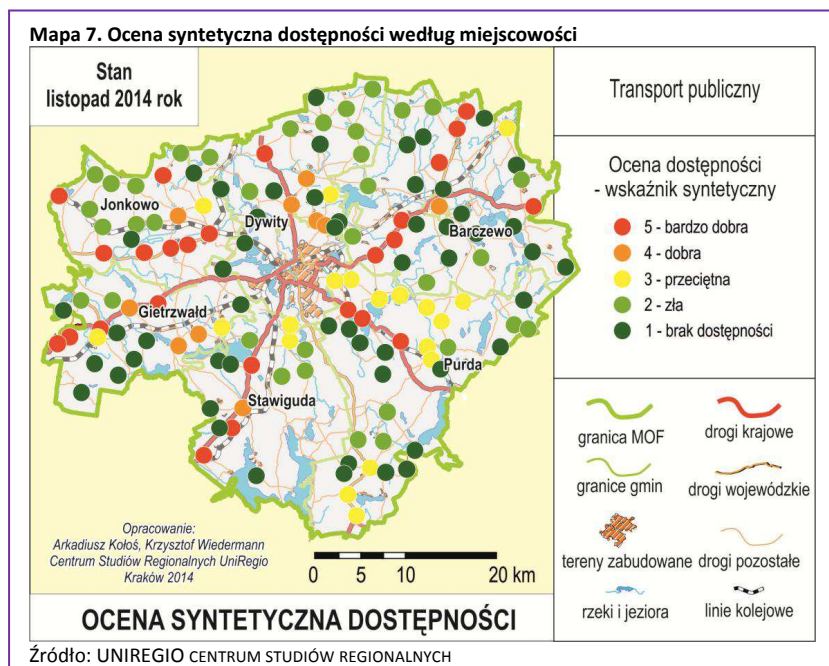 Mapa 7. Ocena syntetyczna dostępności według miejscowości
Stan
listopad 2014 rok
Transport publiczny
Ocena dostępności
- wskaźnik syntetyczny
5 - bardzo dobra
4 - dobra
3 - przeciętna
2 - zła
1 - brak dostępności
Jonkowo
Dywity
Barczewo
Gietrzwałd
Purda
Stawiguda
granica MOF
drogi krajowe
granice gmin
drogi wojewódzkie
tereny zabudowane
drogi pozostałe
rzeki i jeziora
linie kolejowe
Opracowanie:
Arkadiusz Kołoś, Krzysztof Wiedermann
Centrum Studiów Regionalnych UniRegio
Kraków 2014
0 5 10 20 km
OCENA SYNTETYCZNA DOSTĘPNOŚCI
Źródło: UNIREGIO CENTRUM STUDIÓW REGIONALNYCH